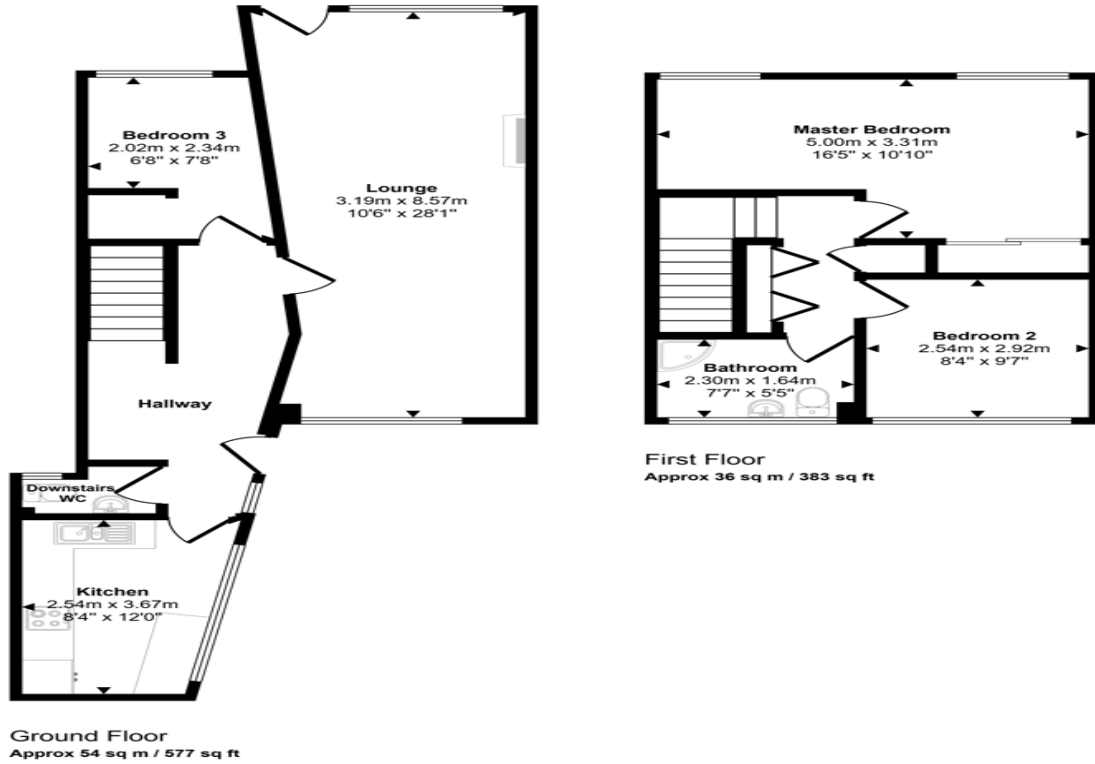 Bedroom 3
2.02m x 2.34m
6'8" x 7'8"
Lounge
3.19m x 8.57m
10'6" x 28'1"
Hallway
Downstairs
WC
Kitchen
2.54m x 3.67m
8'4" x 12'0"
Ground Floor
Approx 54 sq m / 577 sq ft
Master Bedroom
5.00m x 3.31m
16'5" x 10'10"
Bedroom 2
2.54m x 2.92m
8'4" x 9'7"
Bathroom
2.30m x 1.64m
7'7" x 5'5"
First Floor
Approx 36 sq m / 383 sq ft